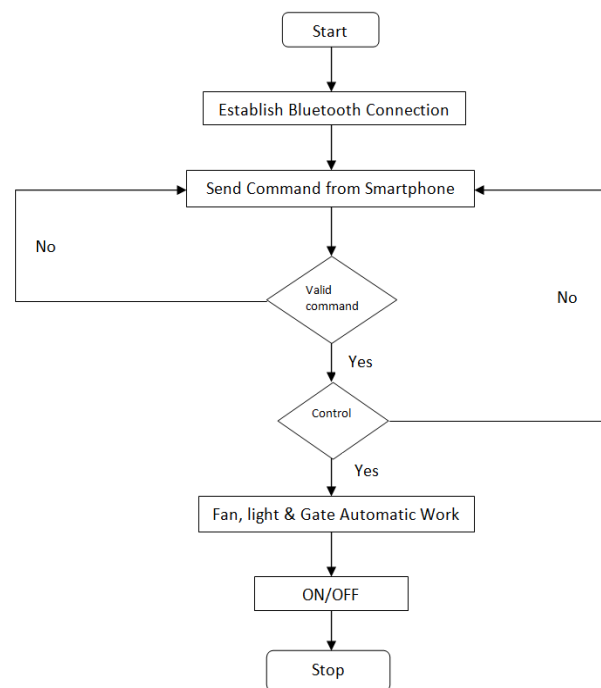 Start
Establish Bluetooth Connection
Send Command from Smartphone
No
Valid
command
No
Yes
Control
Yes
Fan, light & Gate Automatic Work
ON/OFF
Stop